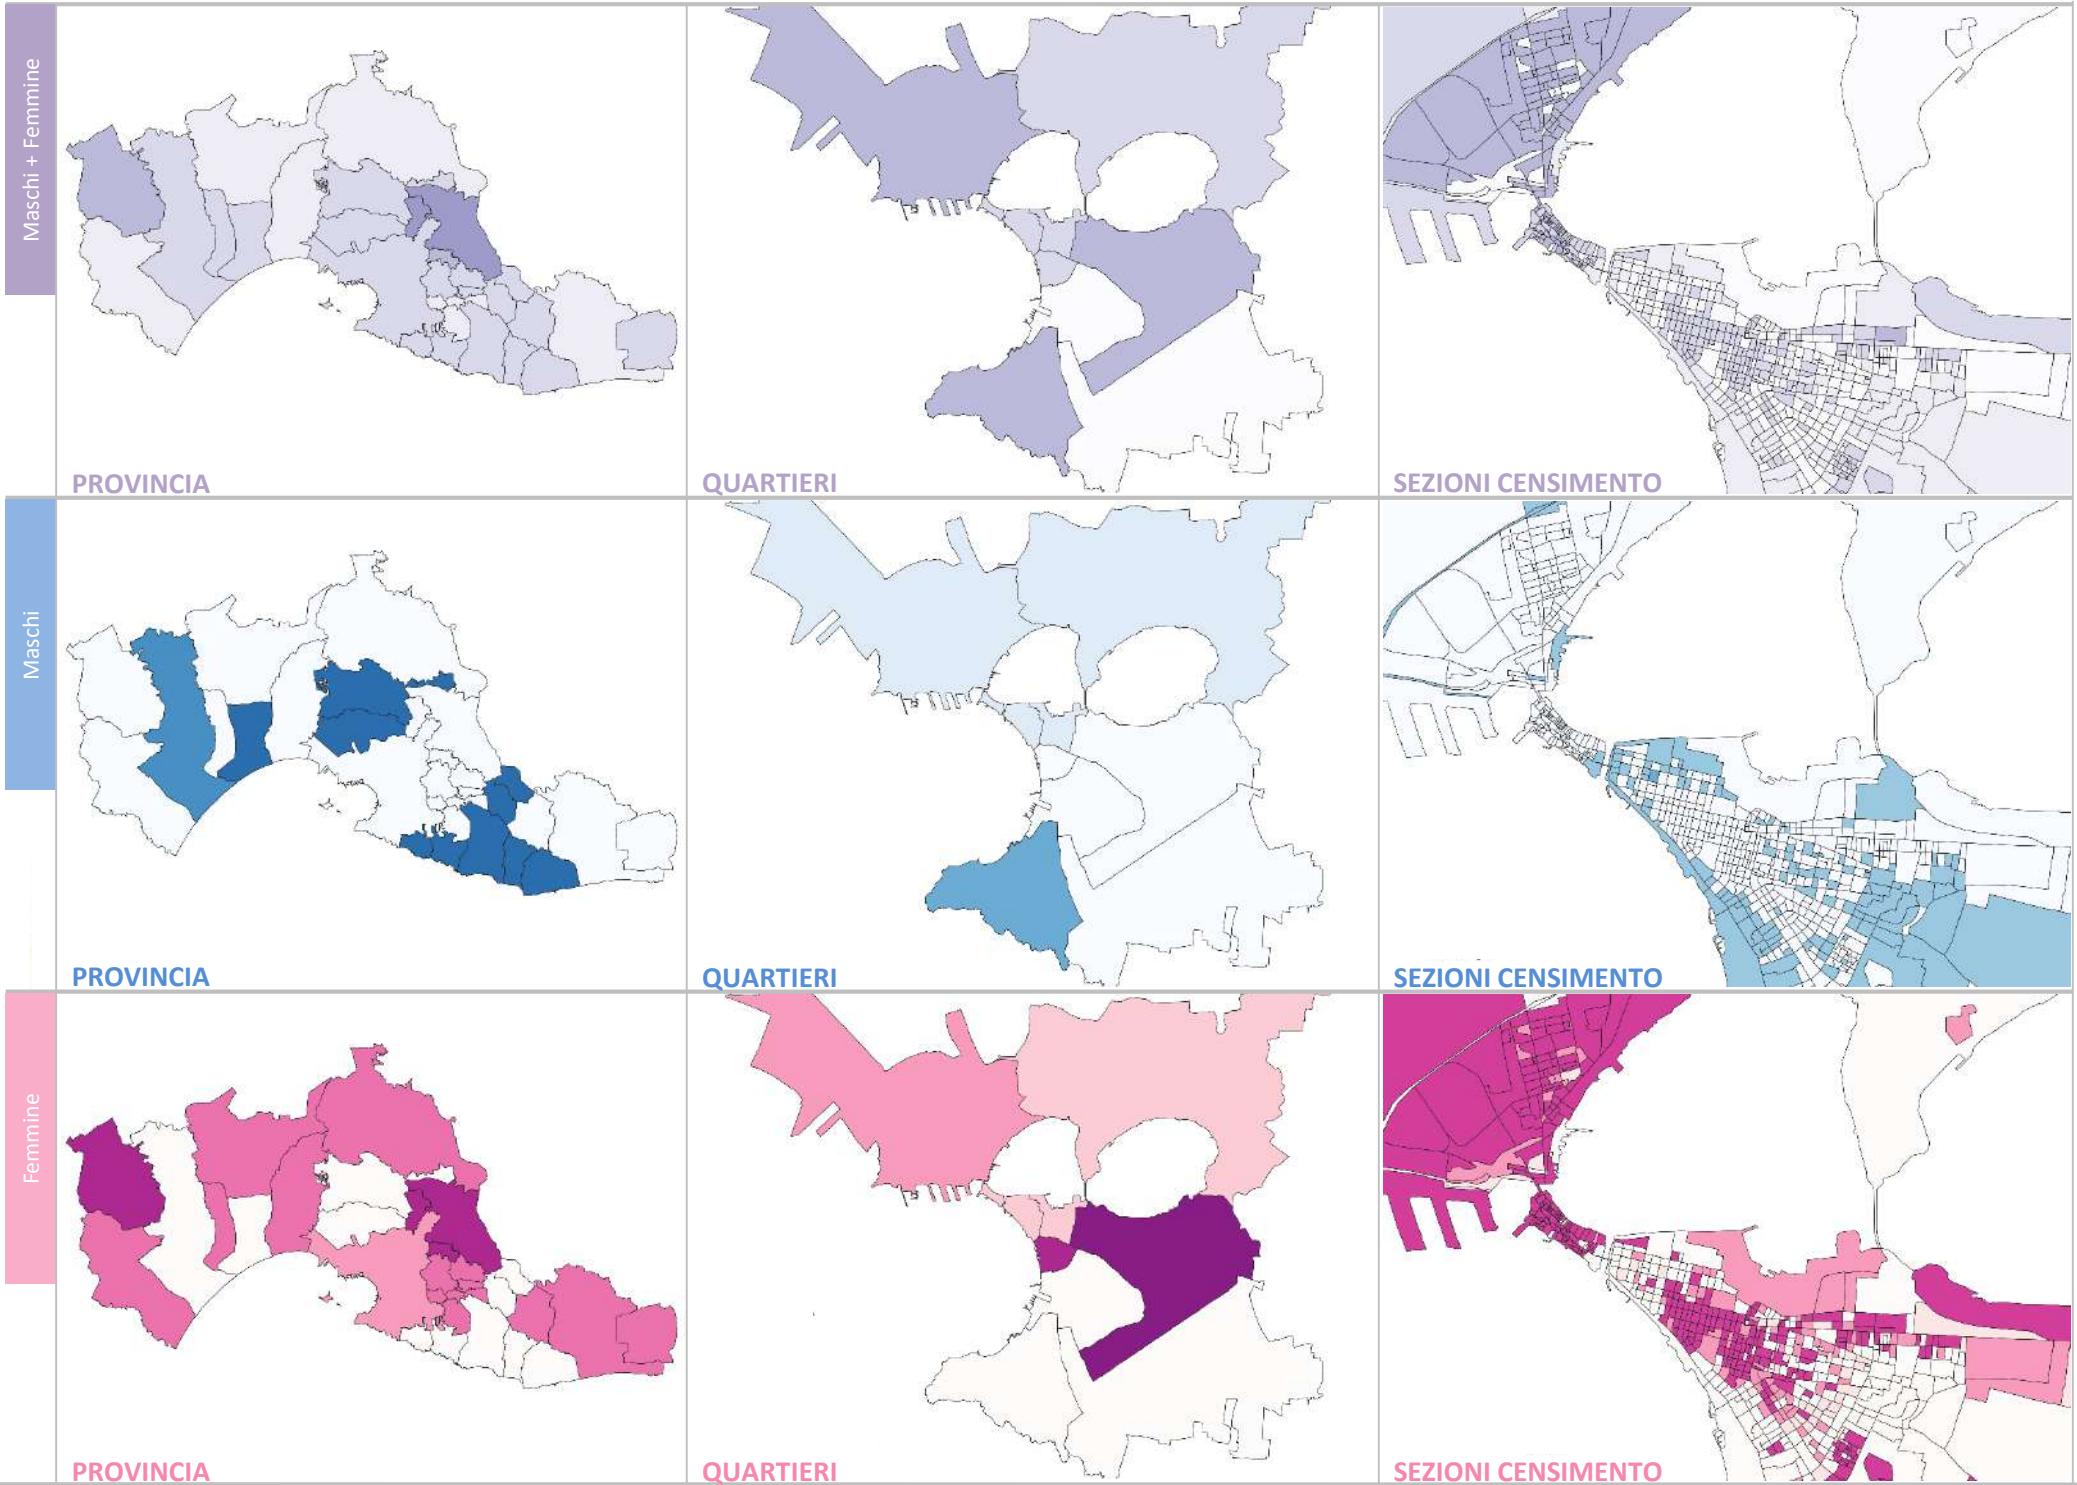 Maschi + Femmine
PROVINCIA
QUARTIERI
SEZIONI CENSIMENTO
Maschi
PROVINCIA
QUARTIERI
SEZIONI CENSIMENTO
Femmine
PROVINCIA
QUARTIERI
SEZIONI CENSIMENTO